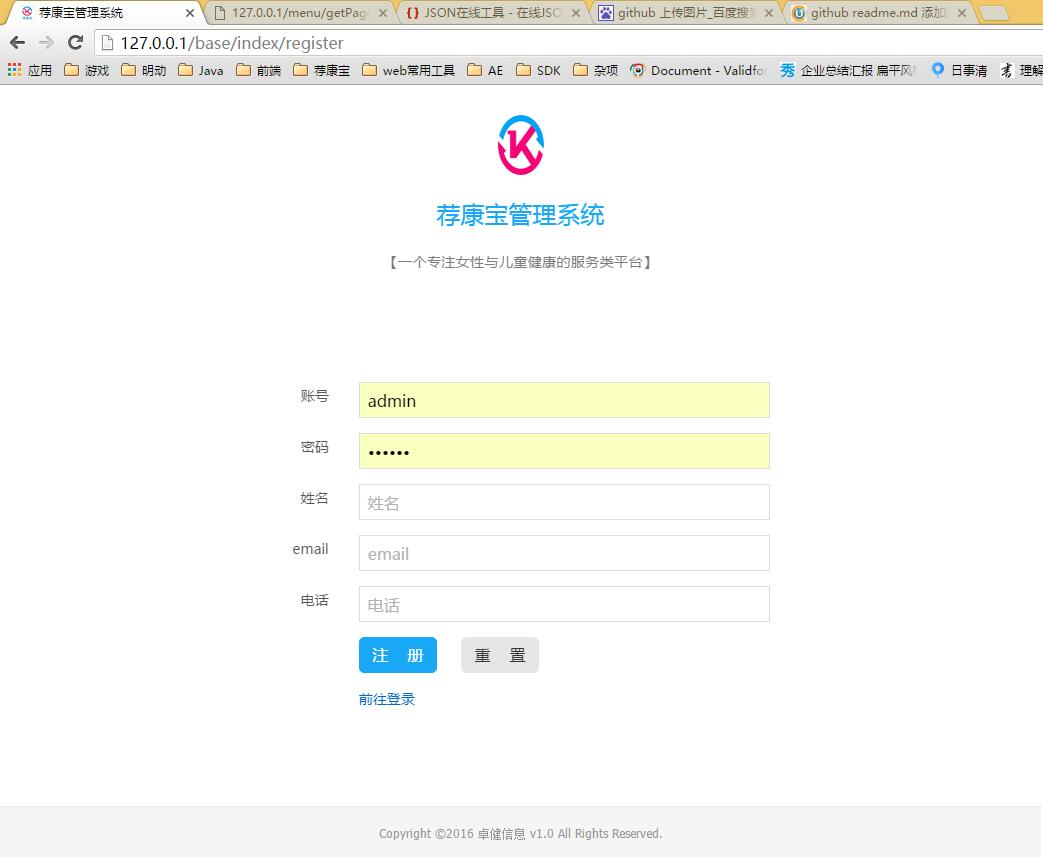 荐康宝管理系统 127.0.0.1/menu/getPage JSON在线工具 - 在线JSO github 上传图片_百度搜索 github readme.md 添加
127.0.0.1/base/index/register
应用 游戏 明动 Java 前端 荐康宝 web常用工具 AE SDK 杂项 Document - Validfor 企业总结汇报 扁平风 日事清 理解
荐康宝管理系统
【一个专注女性与儿童健康的服务类平台】
账号 admin
密码 ••••••
姓名 姓名
email email
电话 电话
注 册 重 置
前往登录
Copyright ©2016 卓健信息 v1.0 All Rights Reserved.